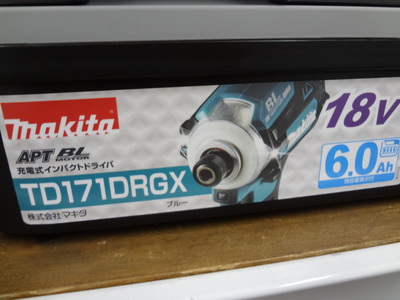 makita
APT BL
MOTOR
充電式インパクトドライバ
TD171DRGX
ブルー
株式会社マキタ
BL
18V
6.0Ah